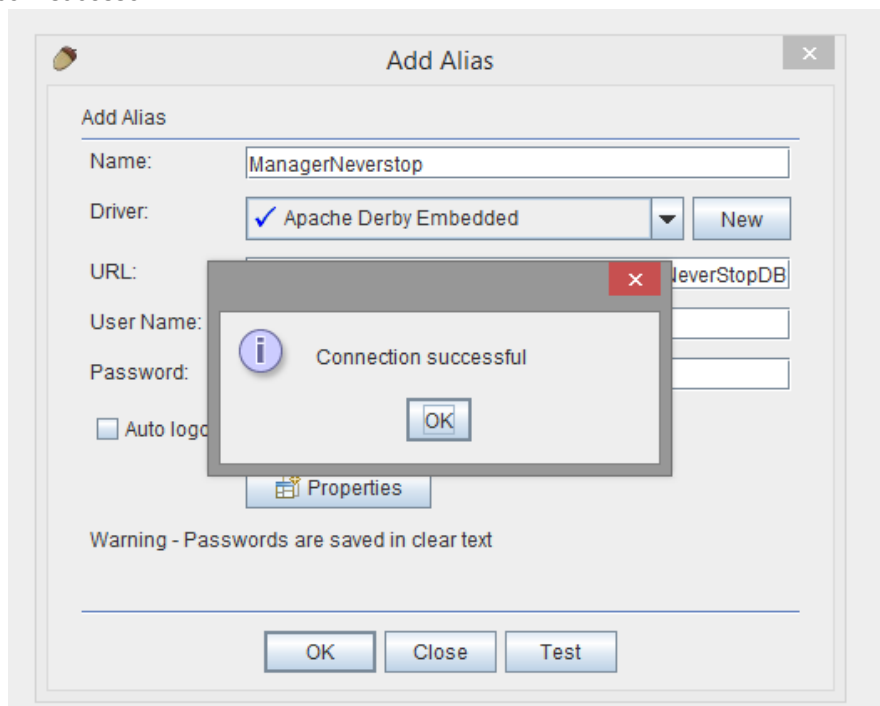 Add Alias
Add Alias
Name: ManagerNeverstop
Driver: Apache Derby Embedded New
URL: NeverStopDB
User Name:
Connection successful
Password:
OK
Auto logo
Properties
Warning - Passwords are saved in clear text
OK Close Test